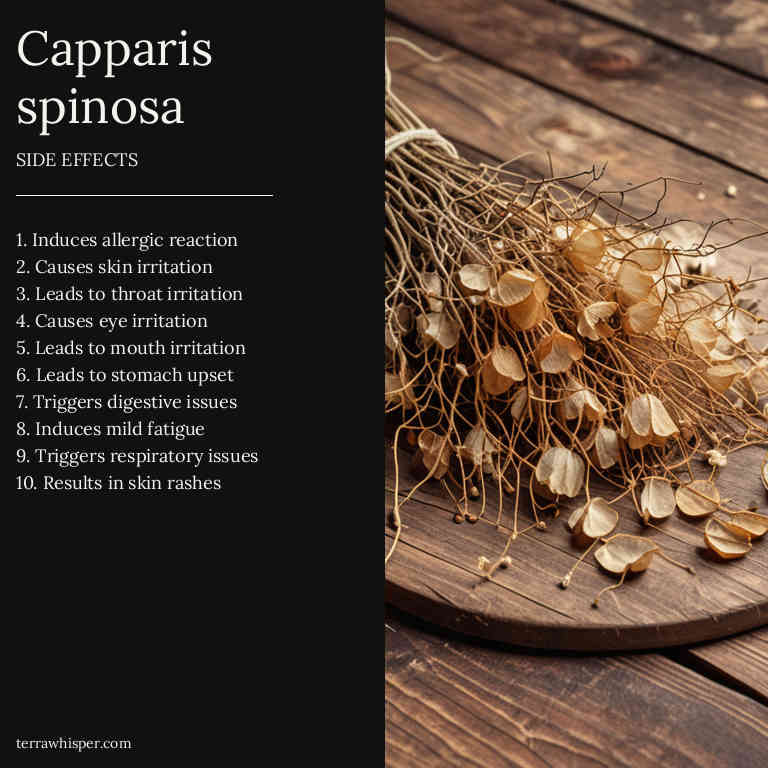 Capparis
spinosa
SIDE EFFECTS
1. Induces allergic reaction
2. Causes skin irritation
3. Leads to throat irritation
4. Causes eye irritation
5. Leads to mouth irritation
6. Leads to stomach upset
7. Triggers digestive issues
8. Induces mild fatigue
9. Triggers respiratory issues
10. Results in skin rashes
terrawhisper.com